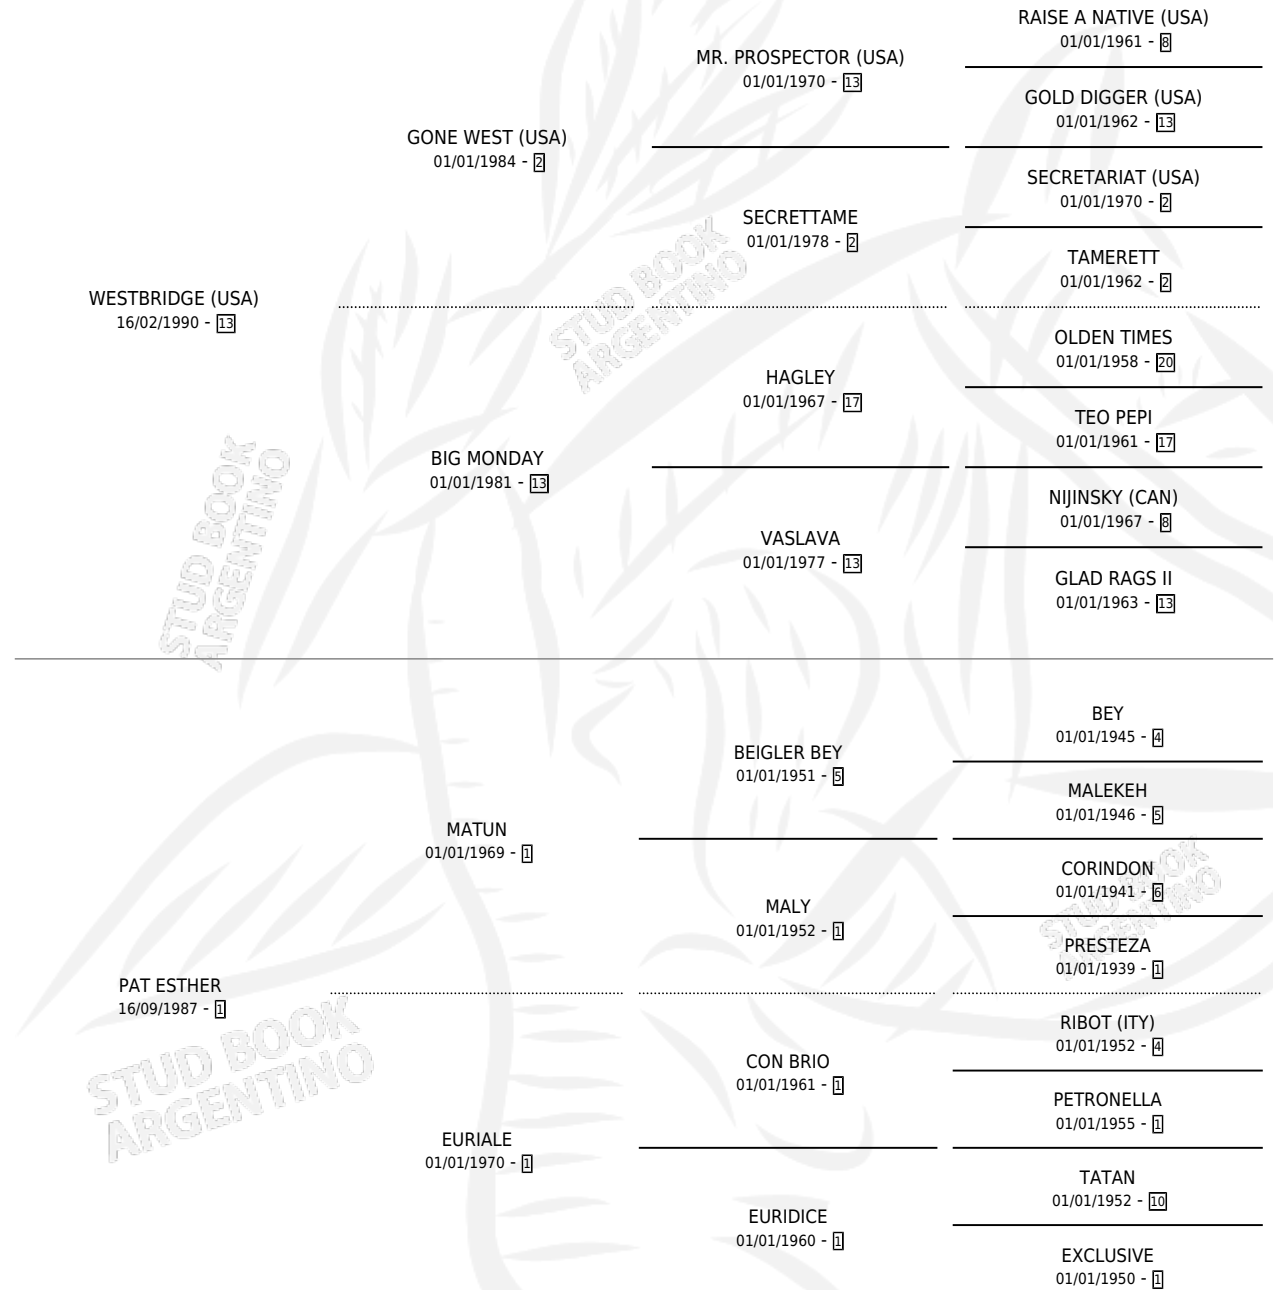 RAISE A NATIVE (USA)
01/01/1961 - 8
MR. PROSPECTOR (USA)
01/01/1970 - 13
GOLD DIGGER (USA)
01/01/1962 - 13
GONE WEST (USA)
01/01/1984 - 2
SECRETARIAT (USA)
01/01/1970 - 2
SECRETTAME
01/01/1978 - 2
TAMERETT
01/01/1962 - 2
WESTBRIDGE (USA)
16/02/1990 - 13
STUD BOOK
ARGENTINO
OLDEN TIMES
01/01/1958 - 20
HAGLEY
01/01/1967 - 17
TEO PEPI
01/01/1961 - 17
BIG MONDAY
01/01/1981 - 13
NIJINSKY (CAN)
01/01/1967 - 8
VASLAVA
01/01/1977 - 13
GLAD RAGS II
01/01/1963 - 13
STUD BOOK
ARGENTINO
BEY
01/01/1945 - 4
BEIGLER BEY
01/01/1951 - 5
MALEKEH
01/01/1946 - 5
MATUN
01/01/1969 - 1
CORINDON
01/01/1941 - 6
MALY
01/01/1952 - 1
STUD BOOK
ARGENTINO
PRESTEZA
01/01/1939 - 1
PAT ESTHER
16/09/1987 - 1
RIBOT (ITY)
01/01/1952 - 4
CON BRIO
01/01/1961 - 1
PETRONELLA
01/01/1955 - 1
STUD BOOK
ARGENTINO
EURIALE
01/01/1970 - 1
TATAN
01/01/1952 - 10
EURIDICE
01/01/1960 - 1
EXCLUSIVE
01/01/1950 - 1